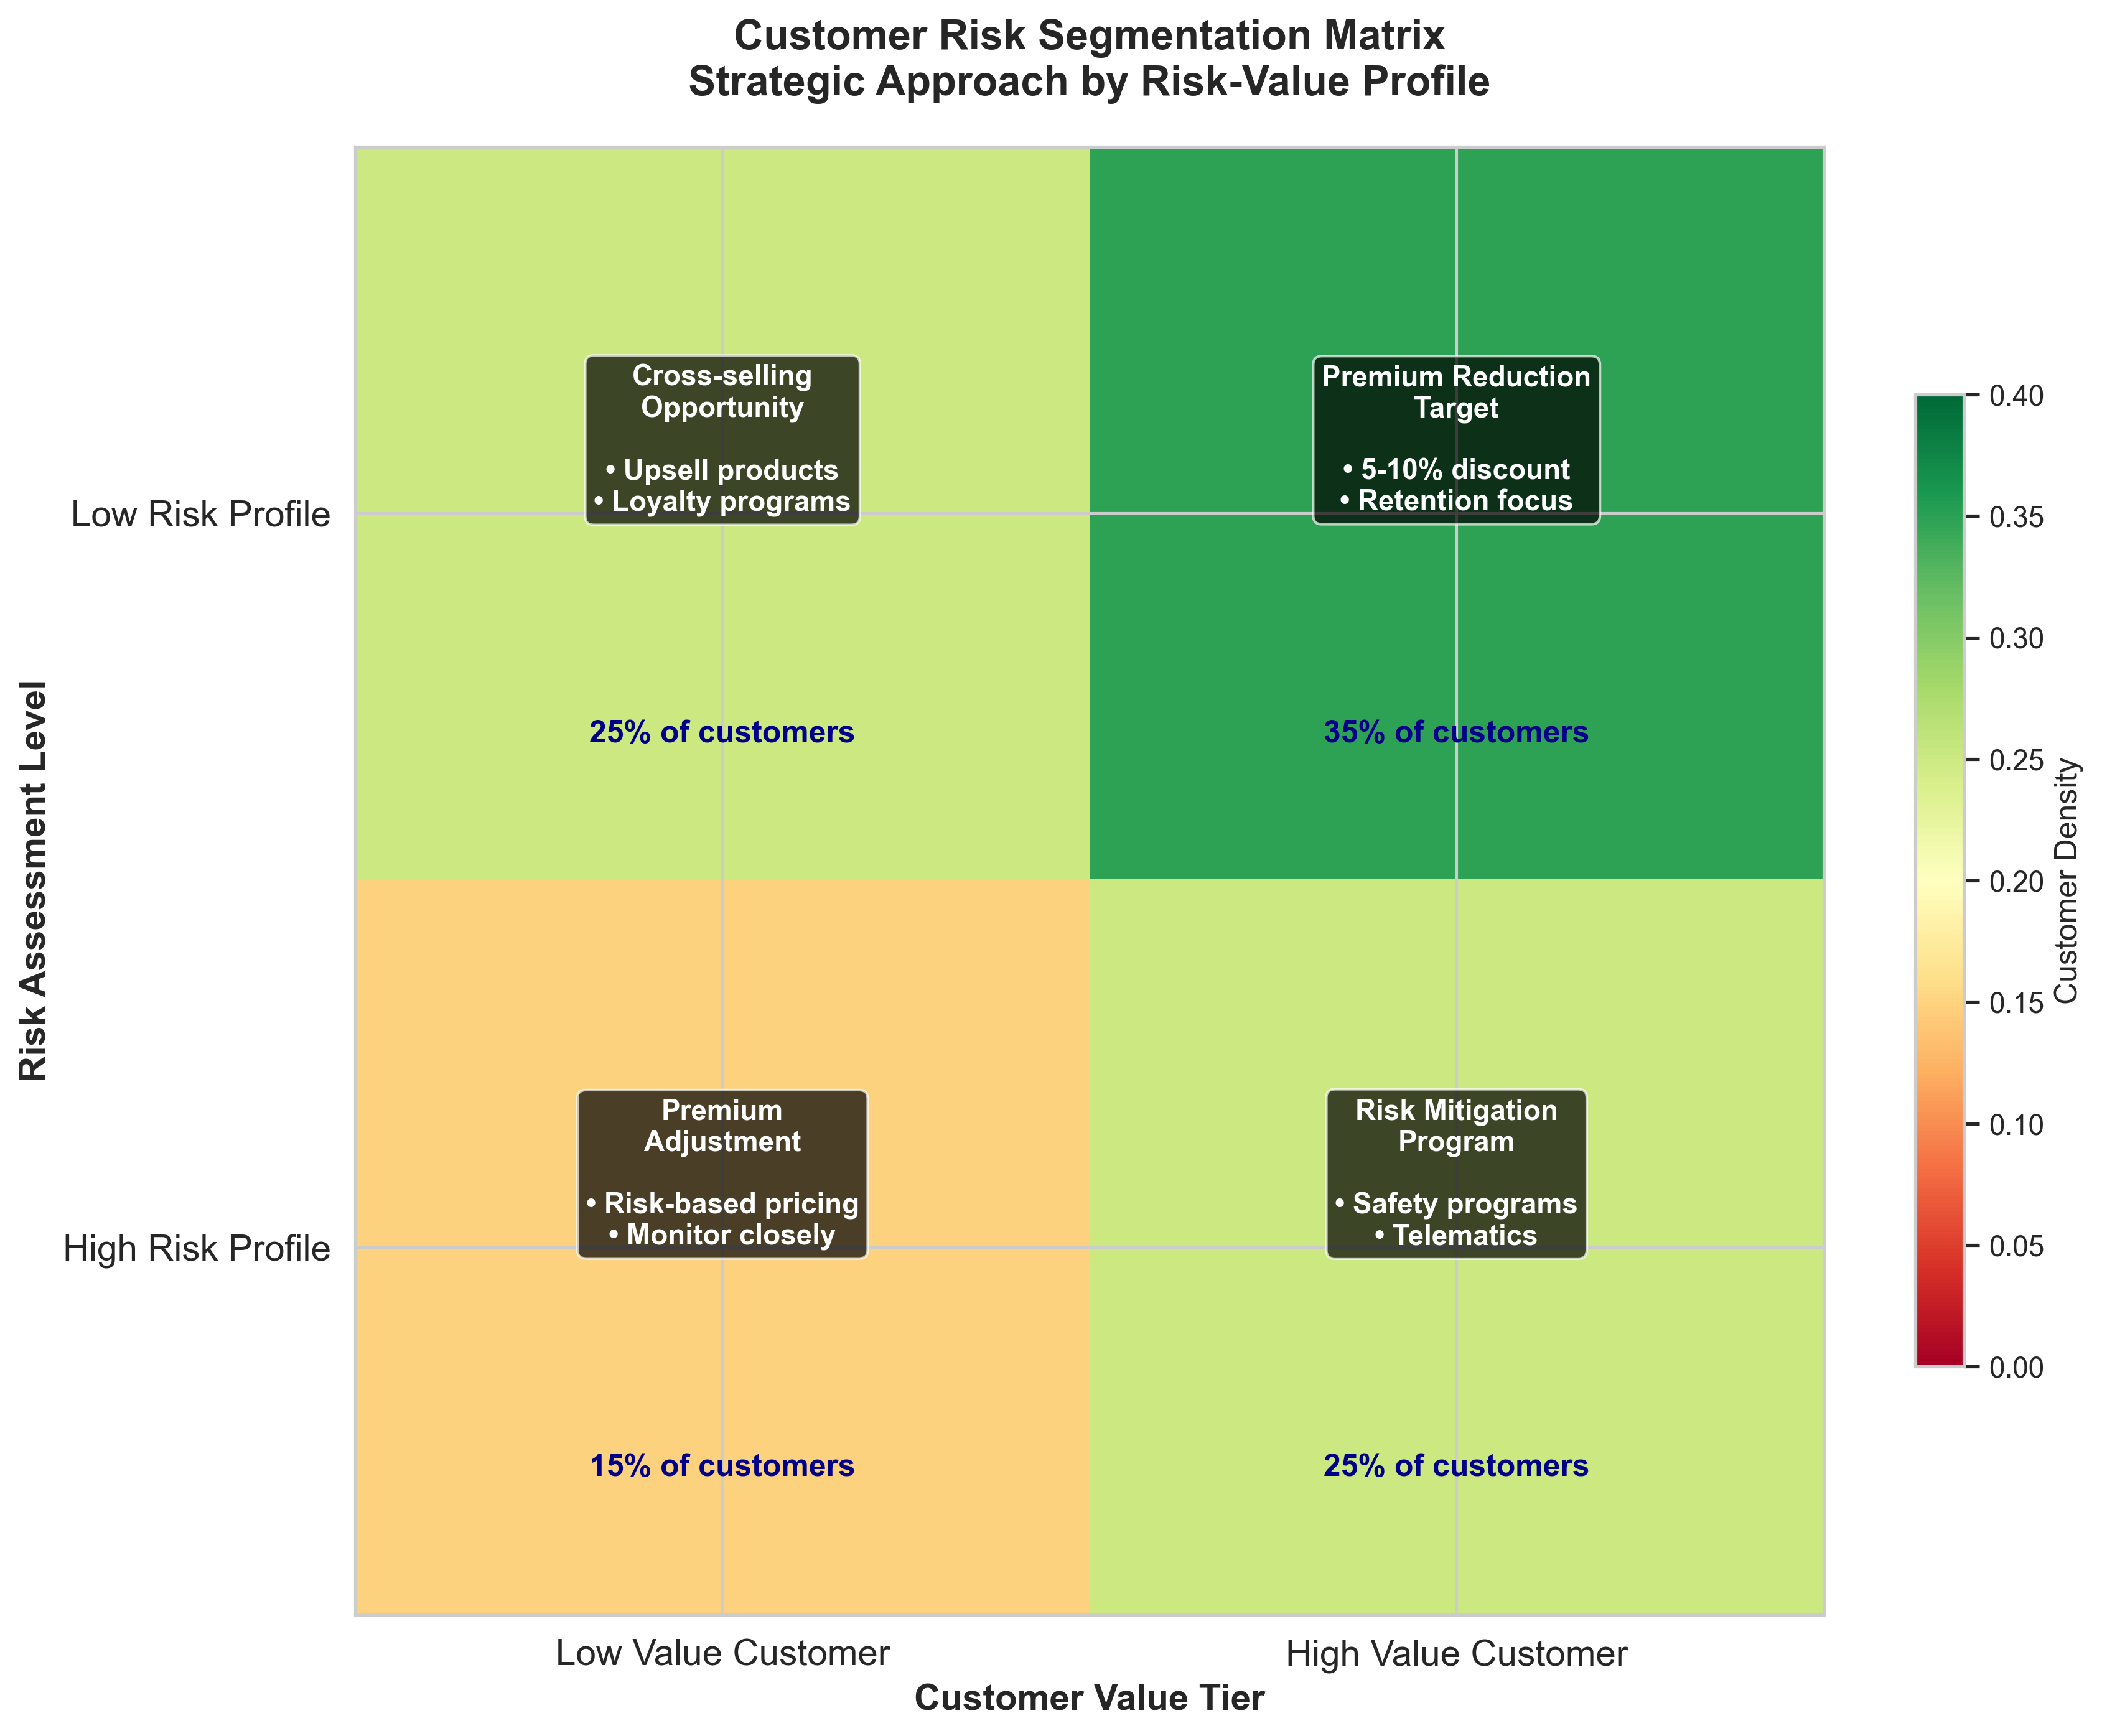 Customer Risk Segmentation Matrix
Strategic Approach by Risk-Value Profile
Risk Assessment Level
Low Risk Profile
High Risk Profile
Cross-selling
Opportunity
• Upsell products
• Loyalty programs
25% of customers
Premium Reduction
Target
• 5-10% discount
• Retention focus
35% of customers
Premium
Adjustment
• Risk-based pricing
• Monitor closely
15% of customers
Risk Mitigation
Program
• Safety programs
• Telematics
25% of customers
Low Value Customer
High Value Customer
Customer Value Tier
0.40
0.35
0.30
0.25
0.20
0.15
0.10
0.05
0.00
Customer Density